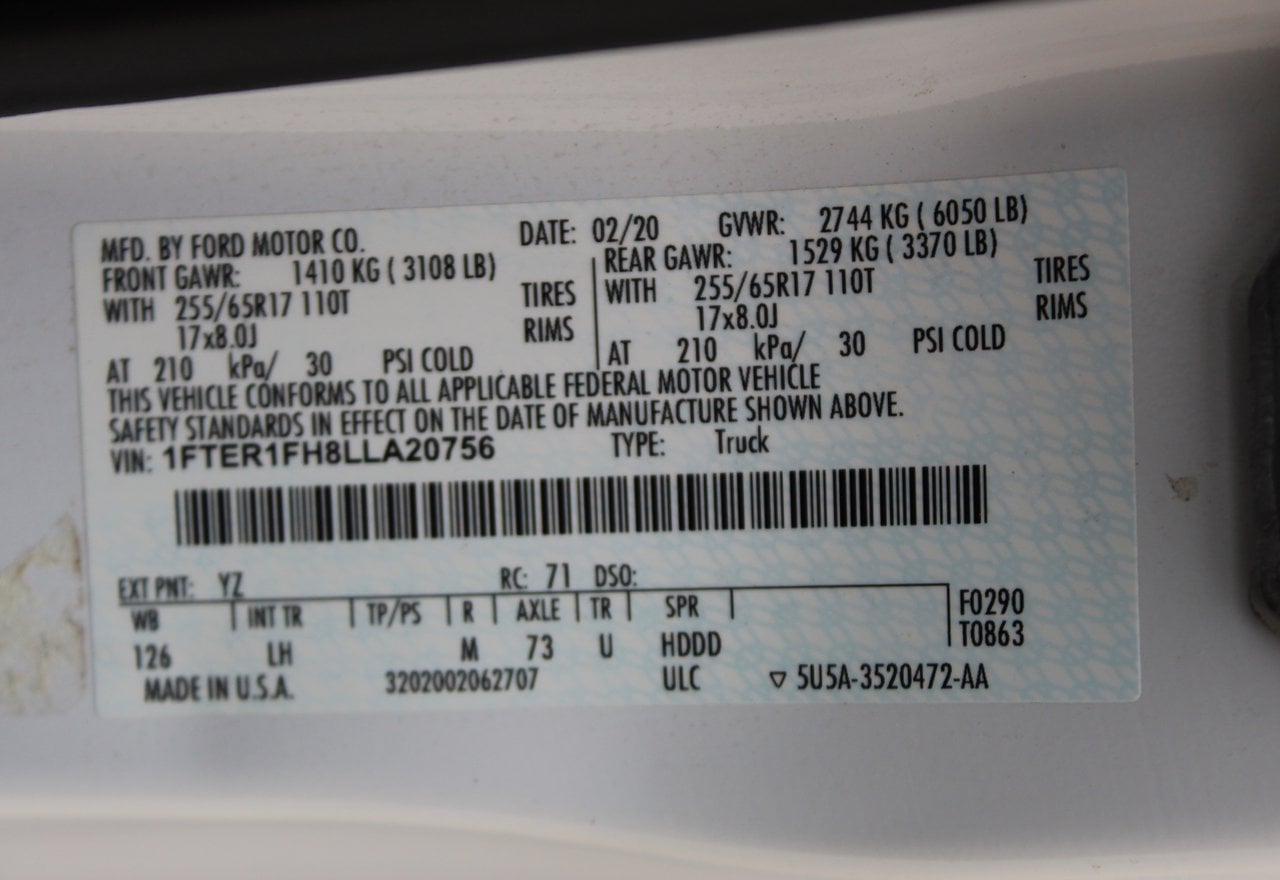 MFD. BY FORD MOTOR CO. DATE: 02/20 GVWR: 2744 KG ( 6050 LB)
FRONT GAWR: 1410 KG ( 3108 LB) REAR GAWR: 1529 KG ( 3370 LB)
WITH 255/65R17 110T TIRES WITH 255/65R17 110T TIRES
17x8.0J RIMS 17x8.0J RIMS
AT 210 kPa/ 30 PSI COLD AT 210 kPa/ 30 PSI COLD
THIS VEHICLE CONFORMS TO ALL APPLICABLE FEDERAL MOTOR VEHICLE
SAFETY STANDARDS IN EFFECT ON THE DATE OF MANUFACTURE SHOWN ABOVE.
VIN: 1FTER1FH8LLA20756 TYPE: Truck
EXT PNT: YZ RC: 71 DSO:
WB INT TR TP/PS R AXLE TR SPR F0290
126 LH M 73 U HDDD T0863
MADE IN U.S.A. 3202002062707 ULC ▽ 5U5A-3520472-AA